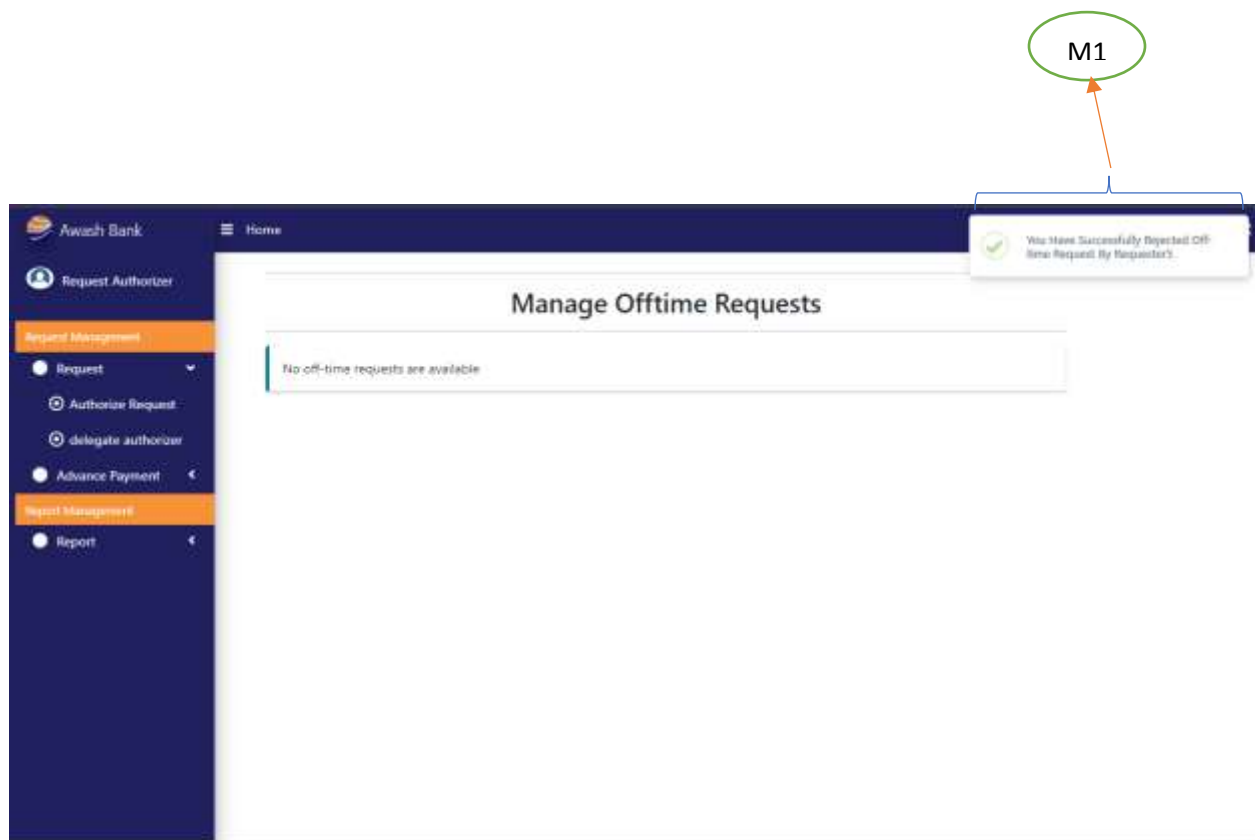 M1
Awash Bank
Home
You Have Successfully Rejected Off-
time Request By Requester5.
Request Authorizer
Manage Offtime Requests
Request Management
Request
No off-time requests are available
Authorize Request
delegate authorizer
Advance Payment
Report Management
Report